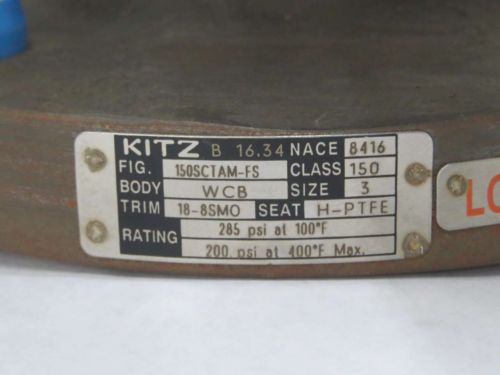 KITZ B 16.34 NACE 8416
FIG. 150SCTAM-FS CLASS 150
BODY WCB SIZE 3
TRIM 18-8SMO SEAT H-PTFE
RATING 285 psi at 100°F
200 psi at 400°F Max.
LO